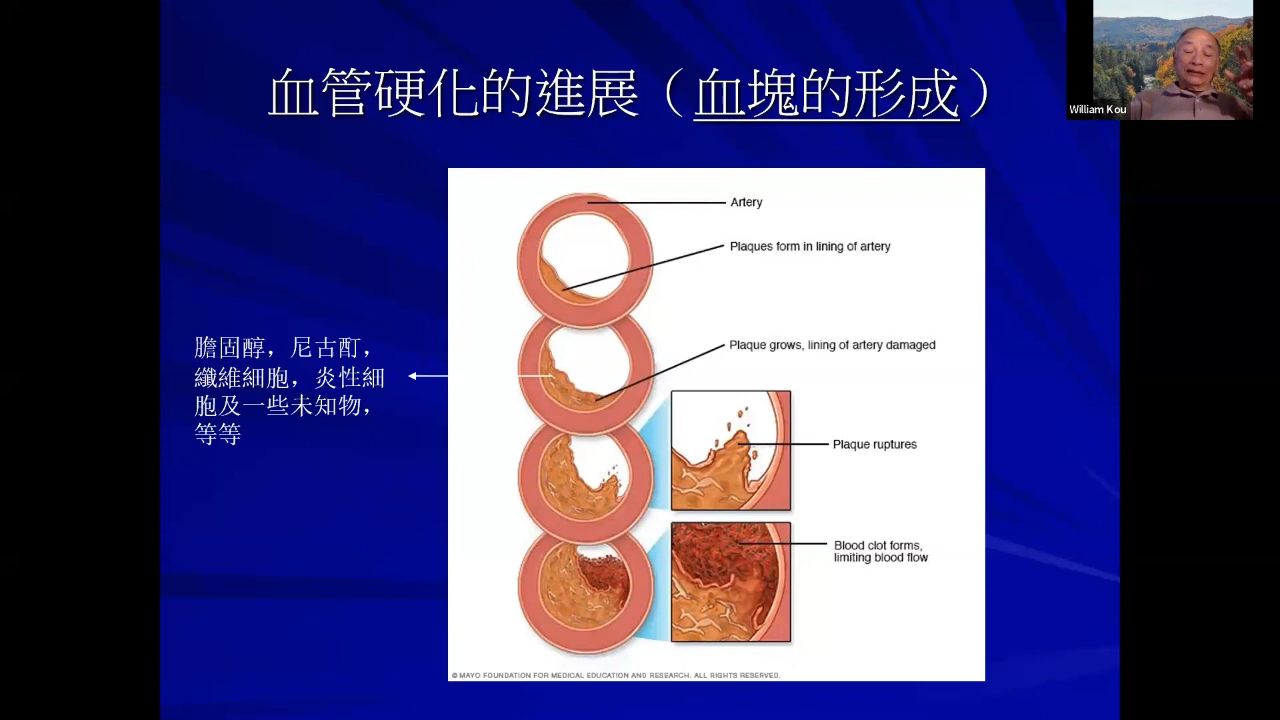 血管硬化的進展（血塊的形成）
William Kou
Artery
Plaques form in lining of artery
Plaque grows, lining of artery damaged
膽固醇，尼古酊，
纖維細胞，炎性細
胞及一些未知物，
等等
Plaque ruptures
Blood clot forms,
limiting blood flow
© MAYO FOUNDATION FOR MEDICAL EDUCATION AND RESEARCH. ALL RIGHTS RESERVED.